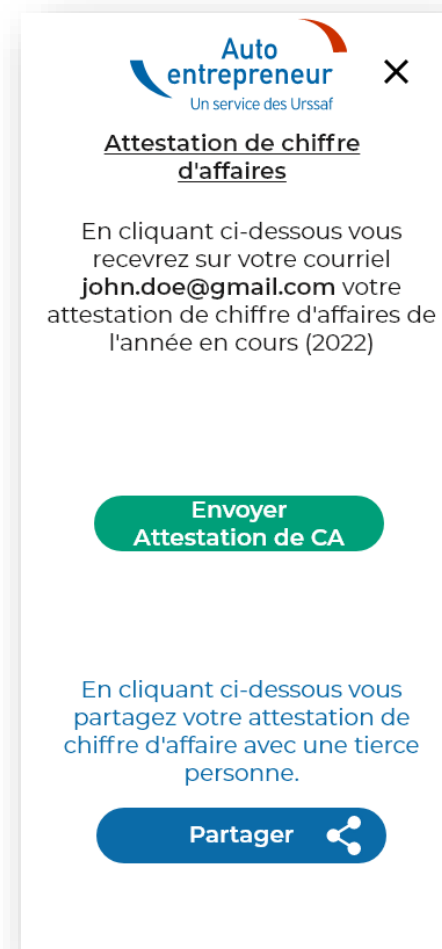 Auto
entrepreneur
Un service des Urssaf
Attestation de chiffre
d'affaires
En cliquant ci-dessous vous
recevrez sur votre courriel
john.doe@gmail.com votre
attestation de chiffre d'affaires de
l'année en cours (2022)
Envoyer
Attestation de CA
En cliquant ci-dessous vous
partagez votre attestation de
chiffre d'affaire avec une tierce
personne.
Partager